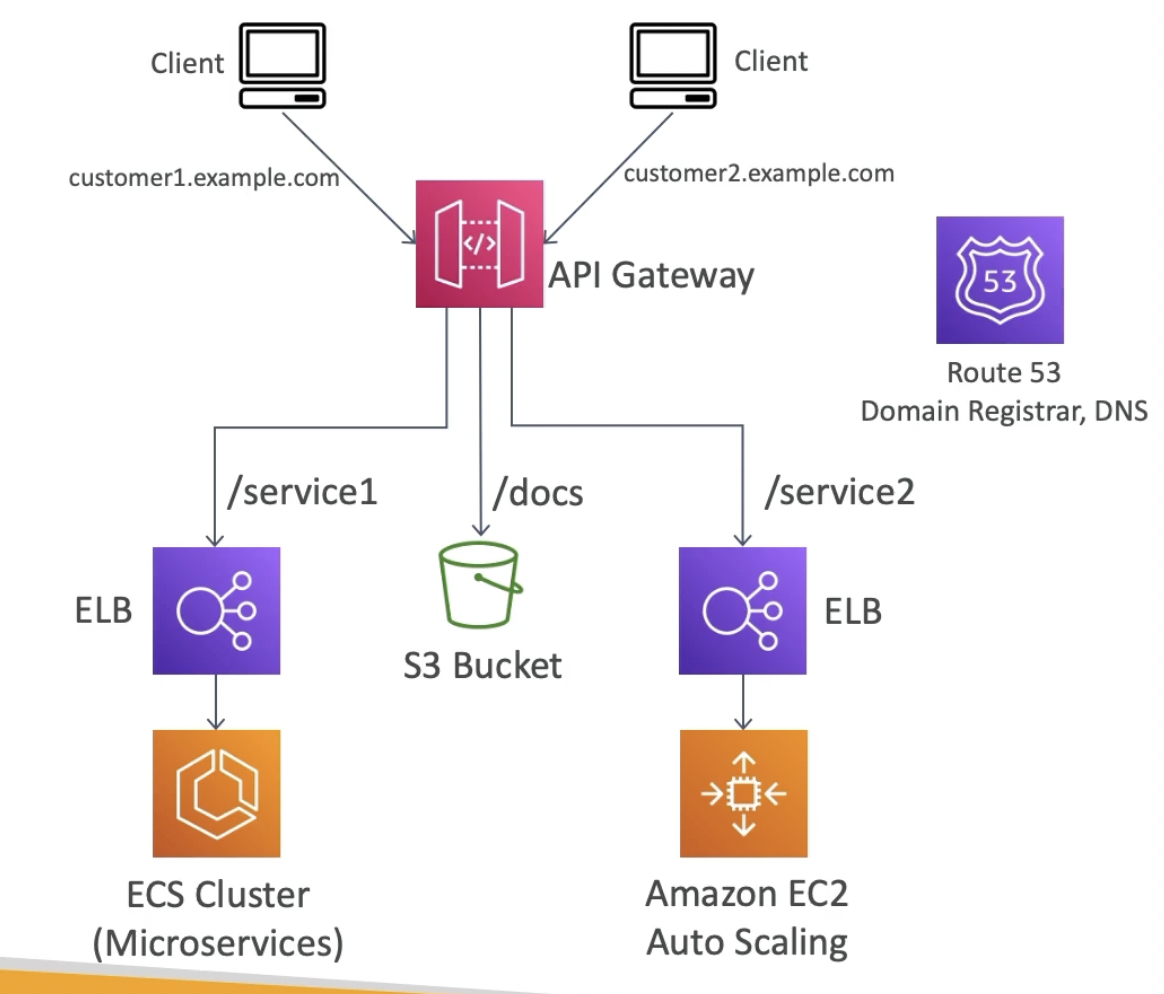 Client
Client
customer1.example.com
customer2.example.com
</>
API Gateway
53
Route 53
Domain Registrar, DNS
/service1
/docs
/service2
ELB
ELB
S3 Bucket
ECS Cluster
(Microservices)
Amazon EC2
Auto Scaling